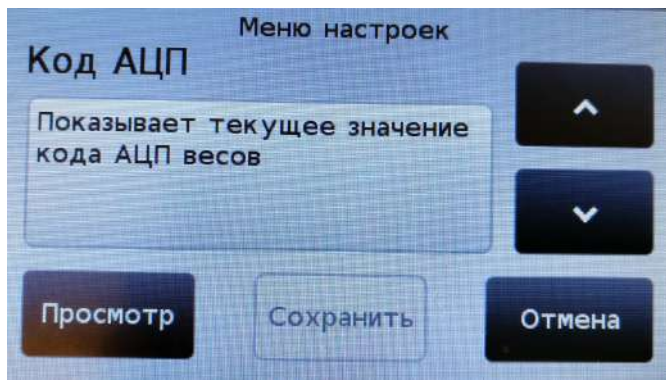 Меню настроек
Код АЦП
Показывает текущее значение
кода АЦП весов
Просмотр
Сохранить
Отмена